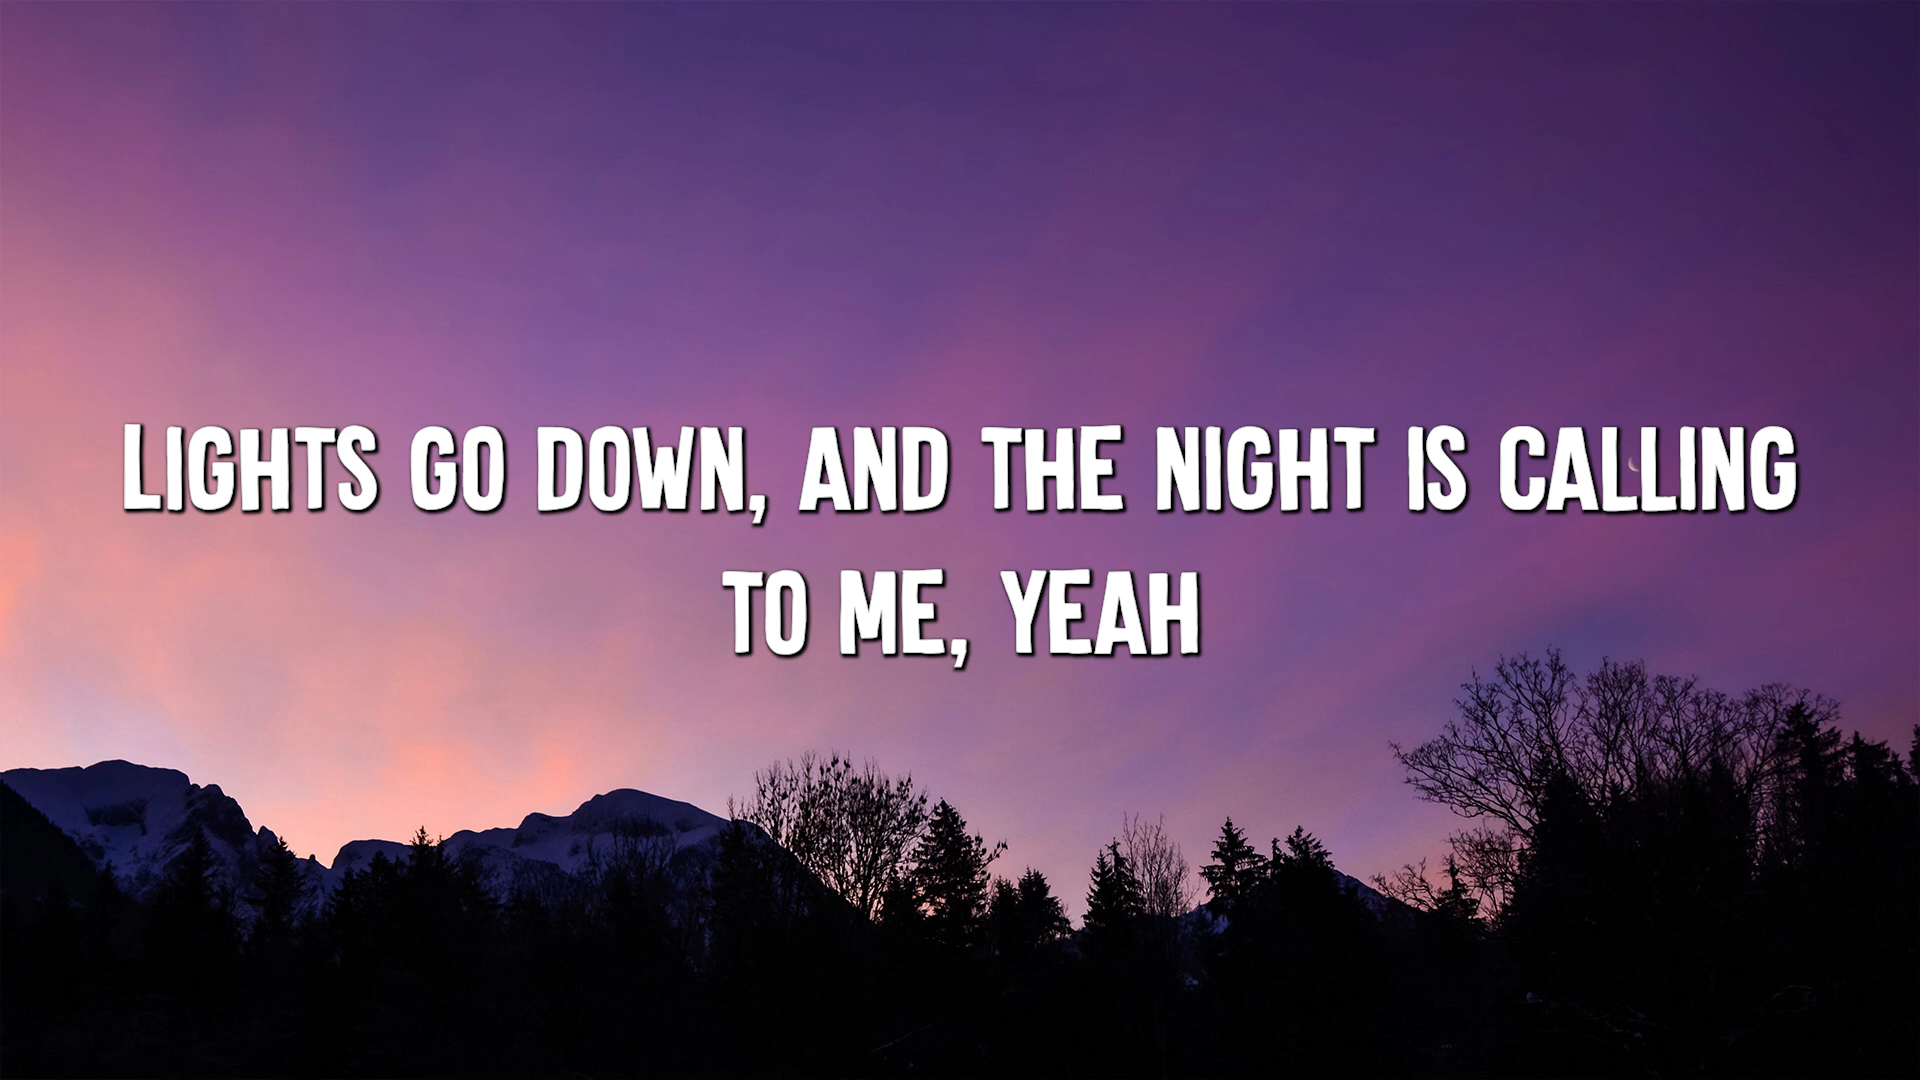 LIGHTS GO DOWN, AND THE NIGHT IS CALLING
TO ME, YEAH